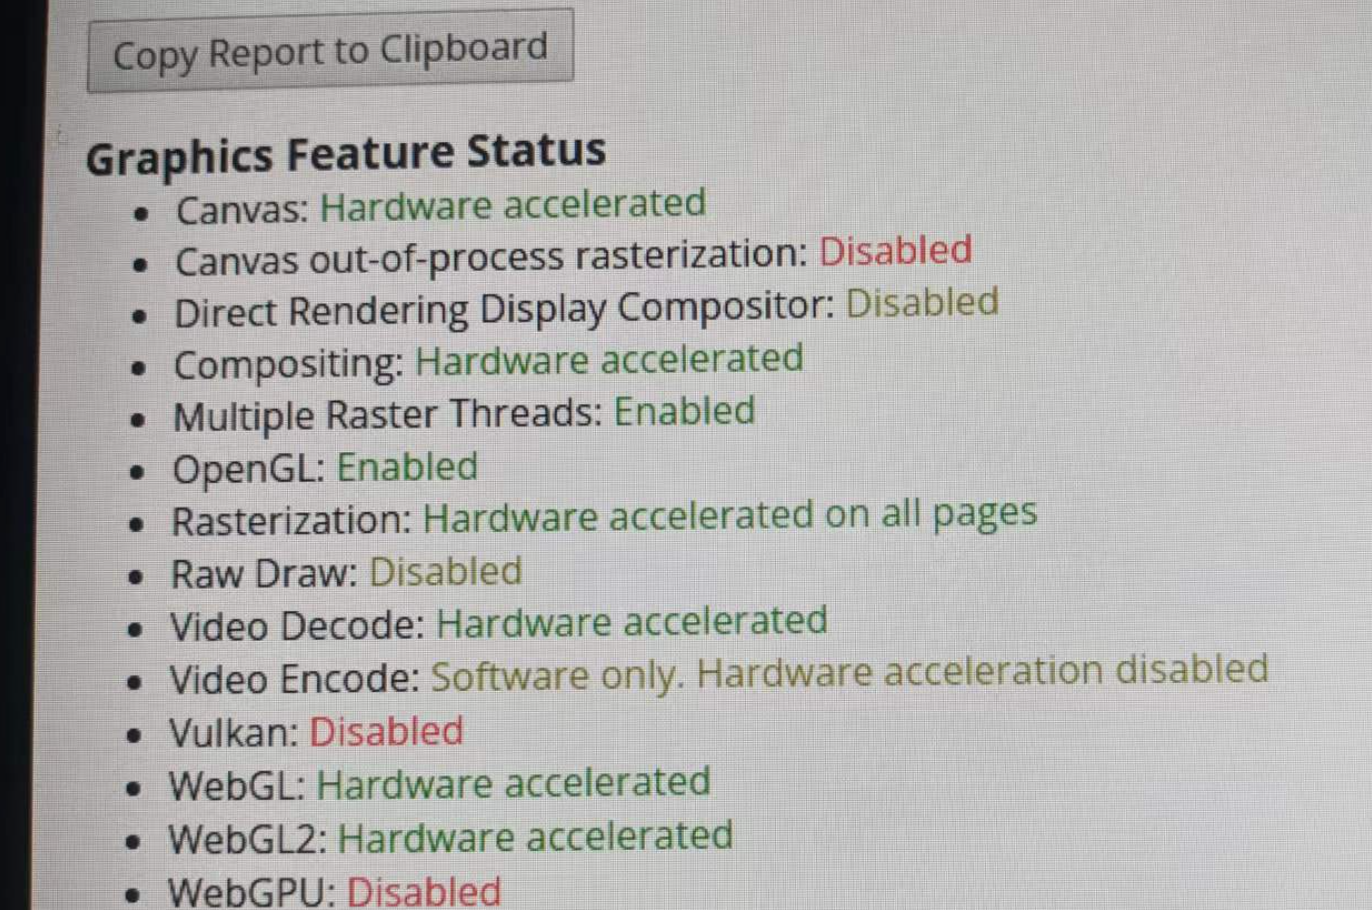 Copy Report to Clipboard
Graphics Feature Status
• Canvas: Hardware accelerated
• Canvas out-of-process rasterization: Disabled
• Direct Rendering Display Compositor: Disabled
• Compositing: Hardware accelerated
• Multiple Raster Threads: Enabled
• OpenGL: Enabled
• Rasterization: Hardware accelerated on all pages
• Raw Draw: Disabled
• Video Decode: Hardware accelerated
• Video Encode: Software only. Hardware acceleration disabled
• Vulkan: Disabled
• WebGL: Hardware accelerated
• WebGL2: Hardware accelerated
• WebGPU: Disabled